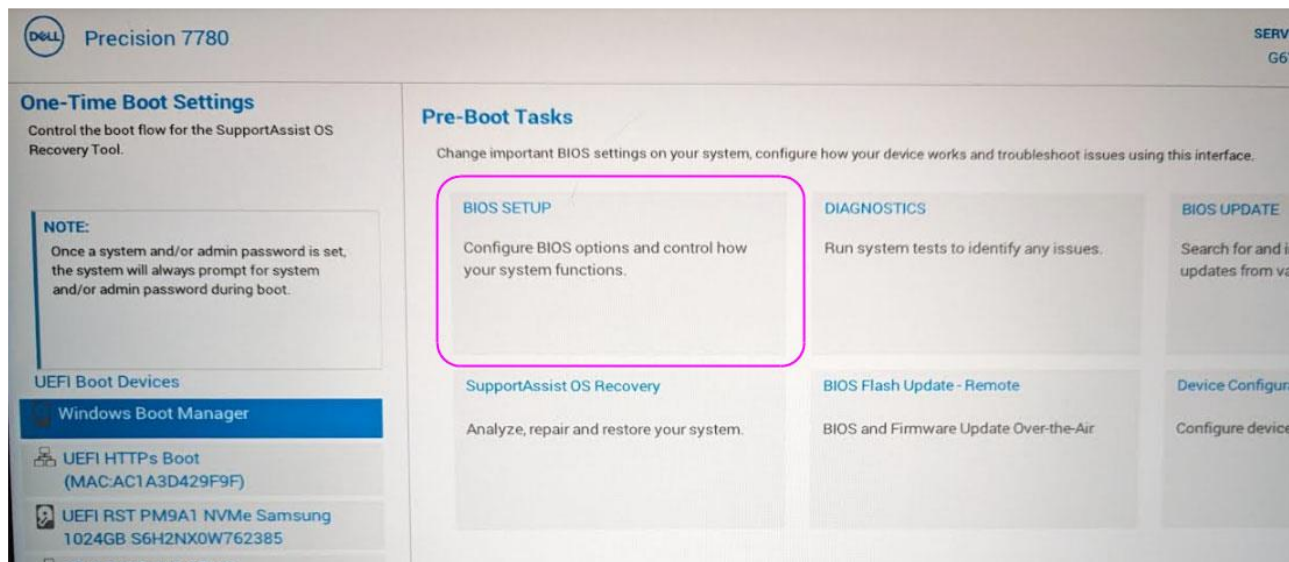 DELL
Precision 7780
SERV
G6
One-Time Boot Settings
Control the boot flow for the SupportAssist OS
Recovery Tool.
NOTE:
Once a system and/or admin password is set,
the system will always prompt for system
and/or admin password during boot.
UEFI Boot Devices
Windows Boot Manager
UEFI HTTPs Boot
(MAC:AC1A3D429F9F)
UEFI RST PM9A1 NVMe Samsung
1024GB S6H2NX0W762385
Pre-Boot Tasks
Change important BIOS settings on your system, configure how your device works and troubleshoot issues using this interface.
BIOS SETUP
Configure BIOS options and control how
your system functions.
DIAGNOSTICS
Run system tests to identify any issues.
BIOS UPDATE
Search for and i
updates from va
SupportAssist OS Recovery
Analyze, repair and restore your system.
BIOS Flash Update - Remote
BIOS and Firmware Update Over-the-Air
Device Configur
Configure device